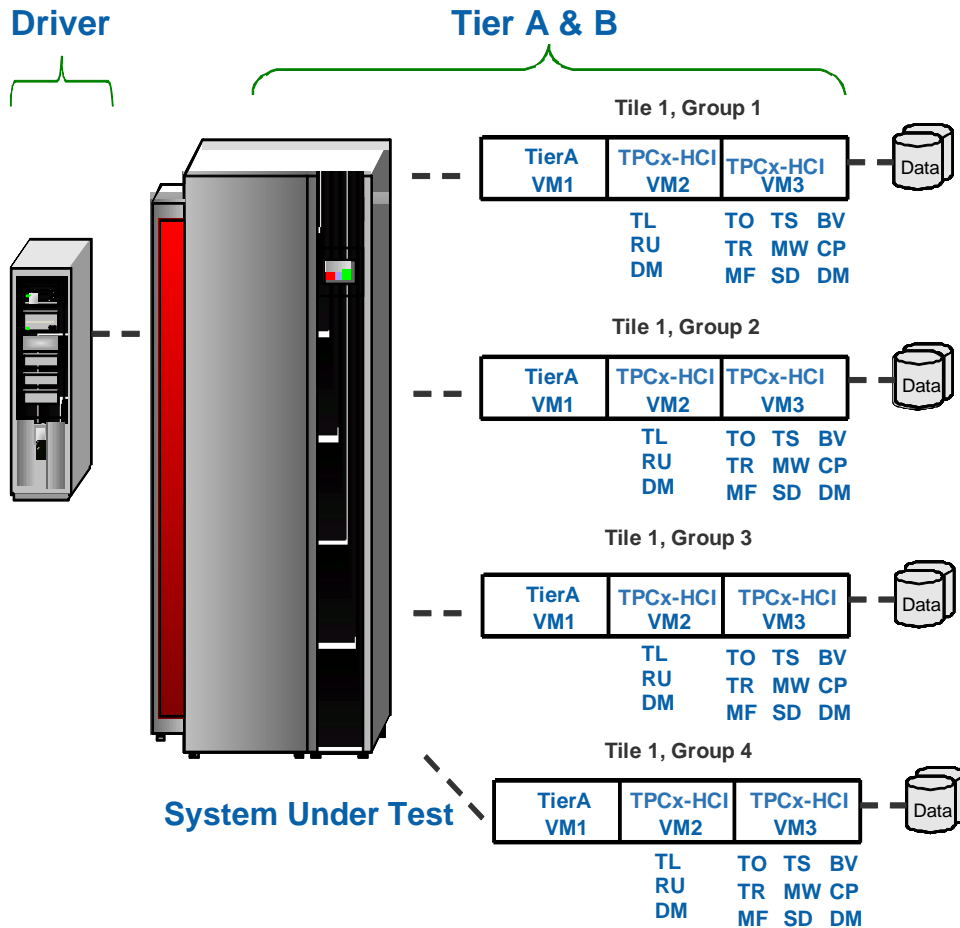 Driver
Tier A & B
Tile 1, Group 1
TierA TPCx-HCI TPCx-HCI
VM1 VM2 VM3
Data
TL TO TS BV
RU TR MW CP
DM MF SD DM
Tile 1, Group 2
TierA TPCx-HCI TPCx-HCI
VM1 VM2 VM3
Data
TL TO TS BV
RU TR MW CP
DM MF SD DM
Tile 1, Group 3
TierA TPCx-HCI TPCx-HCI
VM1 VM2 VM3
Data
TL TO TS BV
RU TR MW CP
DM MF SD DM
Tile 1, Group 4
System Under Test
TierA TPCx-HCI TPCx-HCI
VM1 VM2 VM3
Data
TL TO TS BV
RU TR MW CP
DM MF SD DM